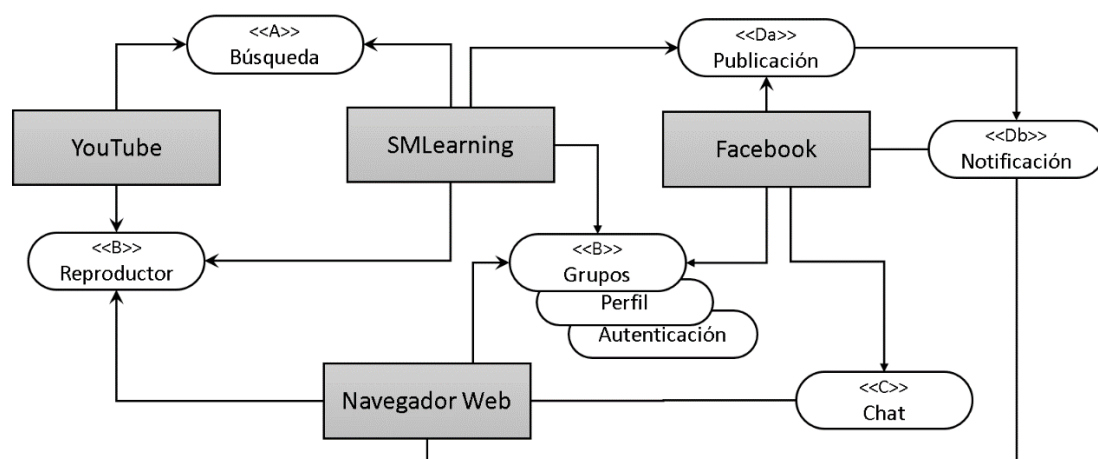 <<A>>
Búsqueda
<<Da>>
Publicación
YouTube
SMLearning
Facebook
<<Db>>
Notificación
<<B>>
Reproductor
<<B>>
Grupos
Perfil
Autenticación
Navegador Web
<<C>>
Chat